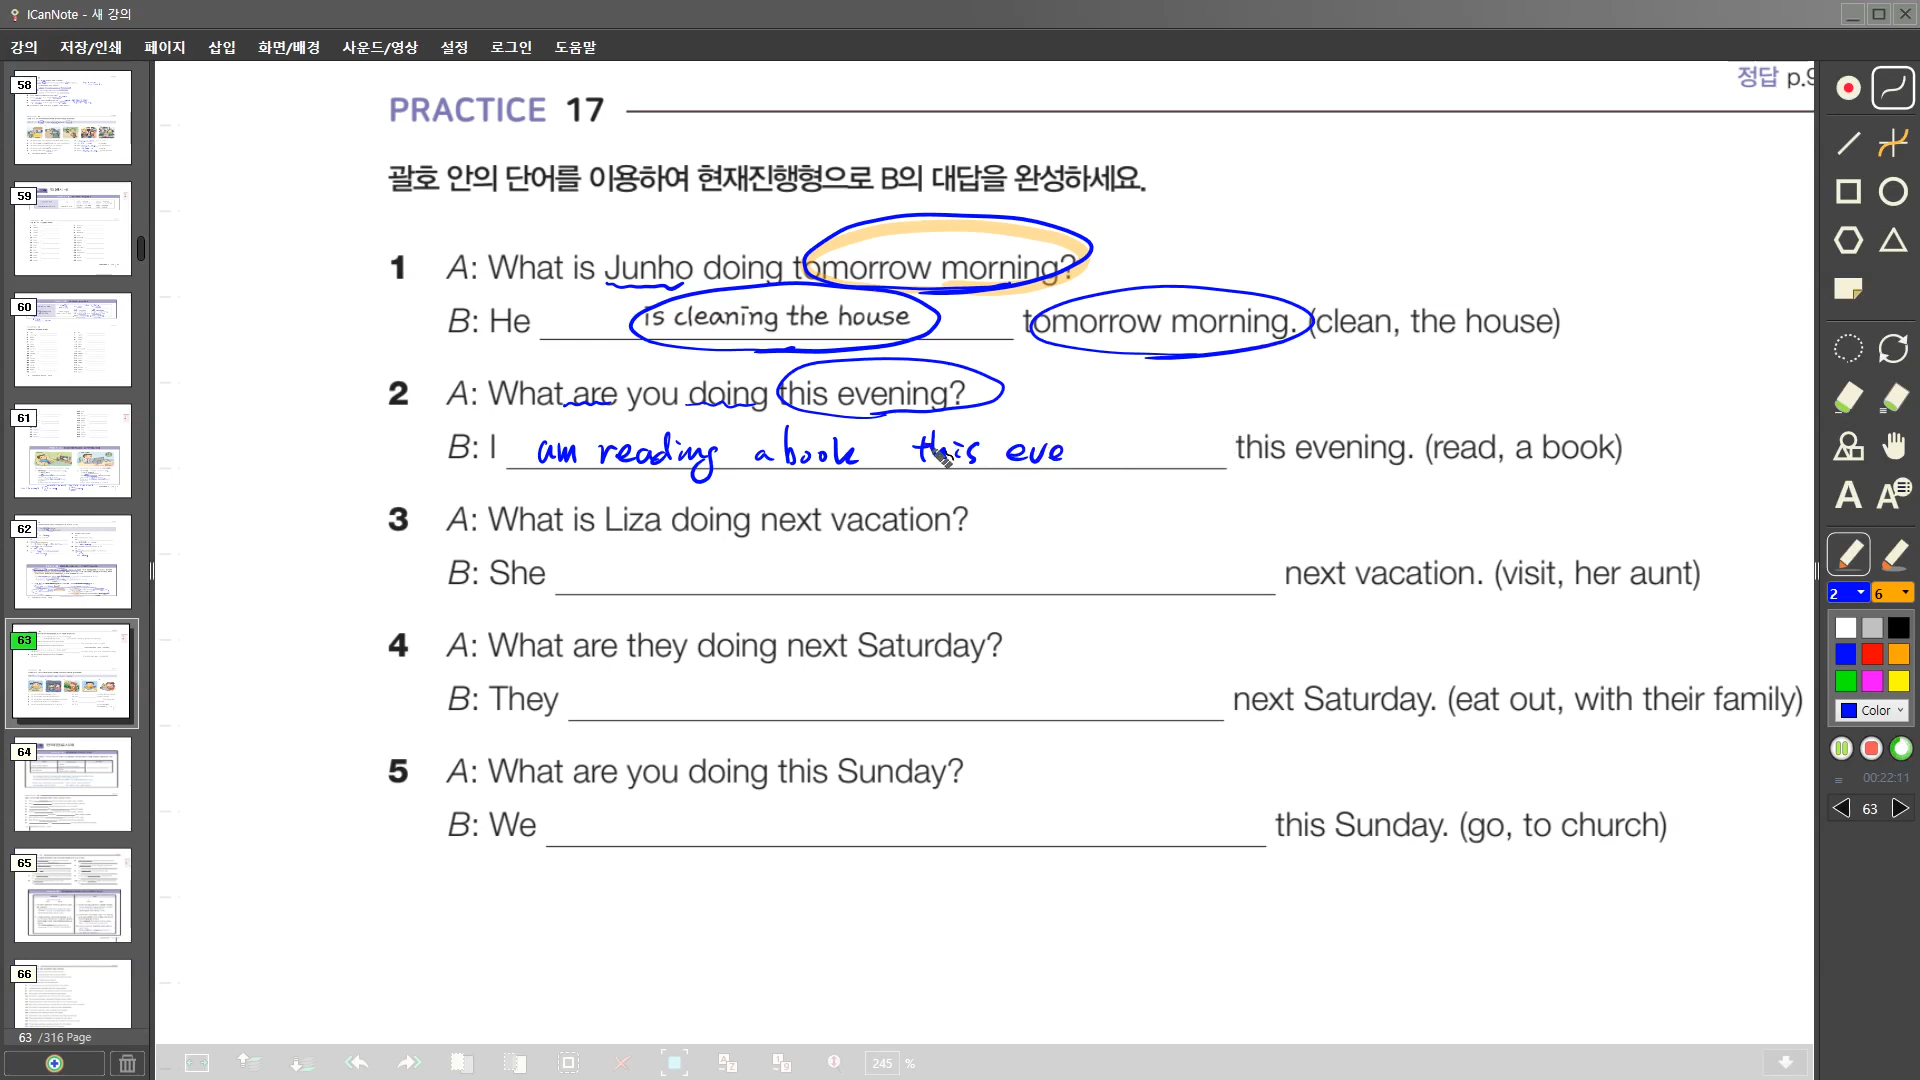 ICanNote - 새 강의
강의 저장/인쇄 페이지 삽입 화면/배경 사운드/영상 설정 로그인 도움말
정답 p.9
PRACTICE 17
괄호 안의 단어를 이용하여 현재진행형으로 B의 대답을 완성하세요.
1 A: What is Junho doing tomorrow morning?
B: He is cleaning the house tomorrow morning. (clean, the house)
2 A: What are you doing this evening?
B: I am reading a book this eve this evening. (read, a book)
3 A: What is Liza doing next vacation?
B: She next vacation. (visit, her aunt)
4 A: What are they doing next Saturday?
B: They next Saturday. (eat out, with their family)
5 A: What are you doing this Sunday?
B: We this Sunday. (go, to church)
58
59
60
61
62
63
64
65
66
63 /316 Page
245 %
A A
2 6
Color
00:22:11
63